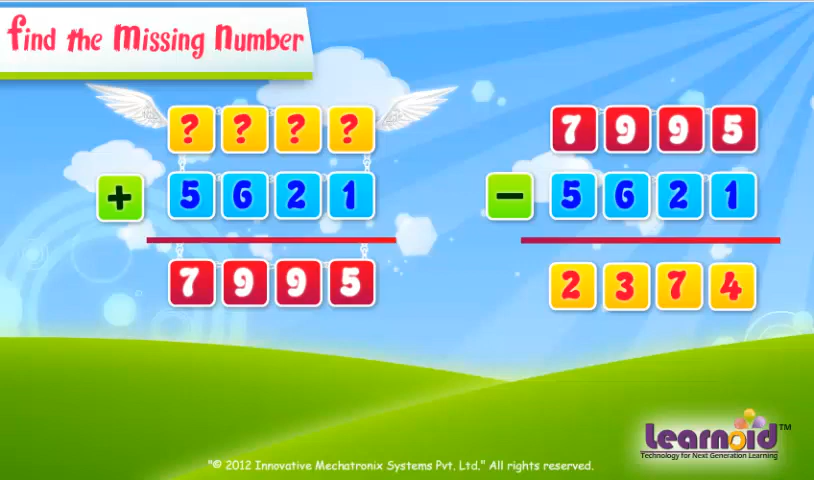 find the Missing Number
? ? ? ? 7 9 9 5
+ 5 6 2 1 − 5 6 2 1
7 9 9 5 2 3 7 4
Learnoid™
Technology for Next Generation Learning
"© 2012 Innovative Mechatronix Systems Pvt. Ltd." All rights reserved.